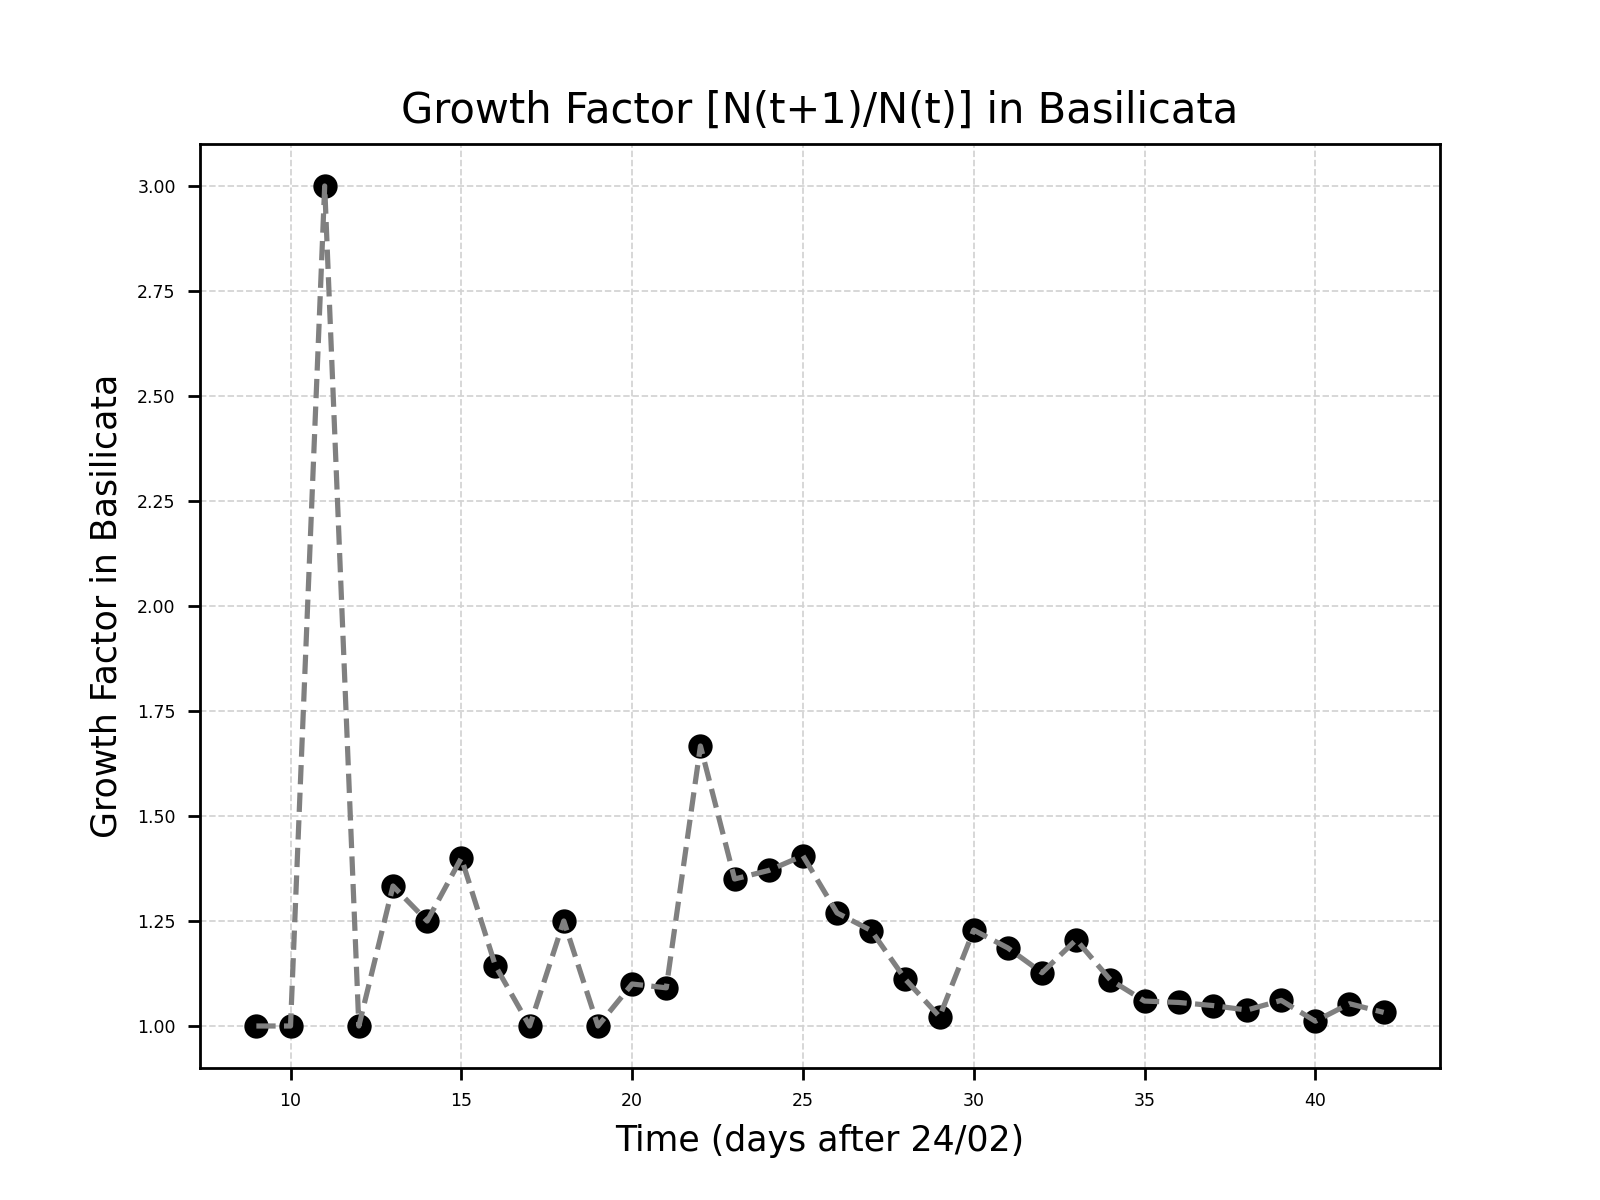 Growth Factor [N(t+1)/N(t)] in Basilicata
Growth Factor in Basilicata
3.00
2.75
2.50
2.25
2.00
1.75
1.50
1.25
1.00
10 15 20 25 30 35 40
Time (days after 24/02)